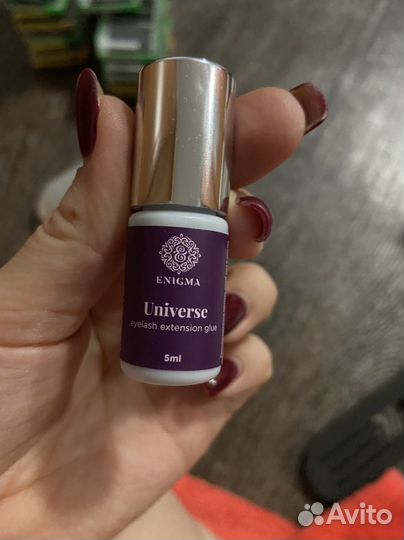 ENIGMA
Universe
eyelash extension glue
5ml
Avito